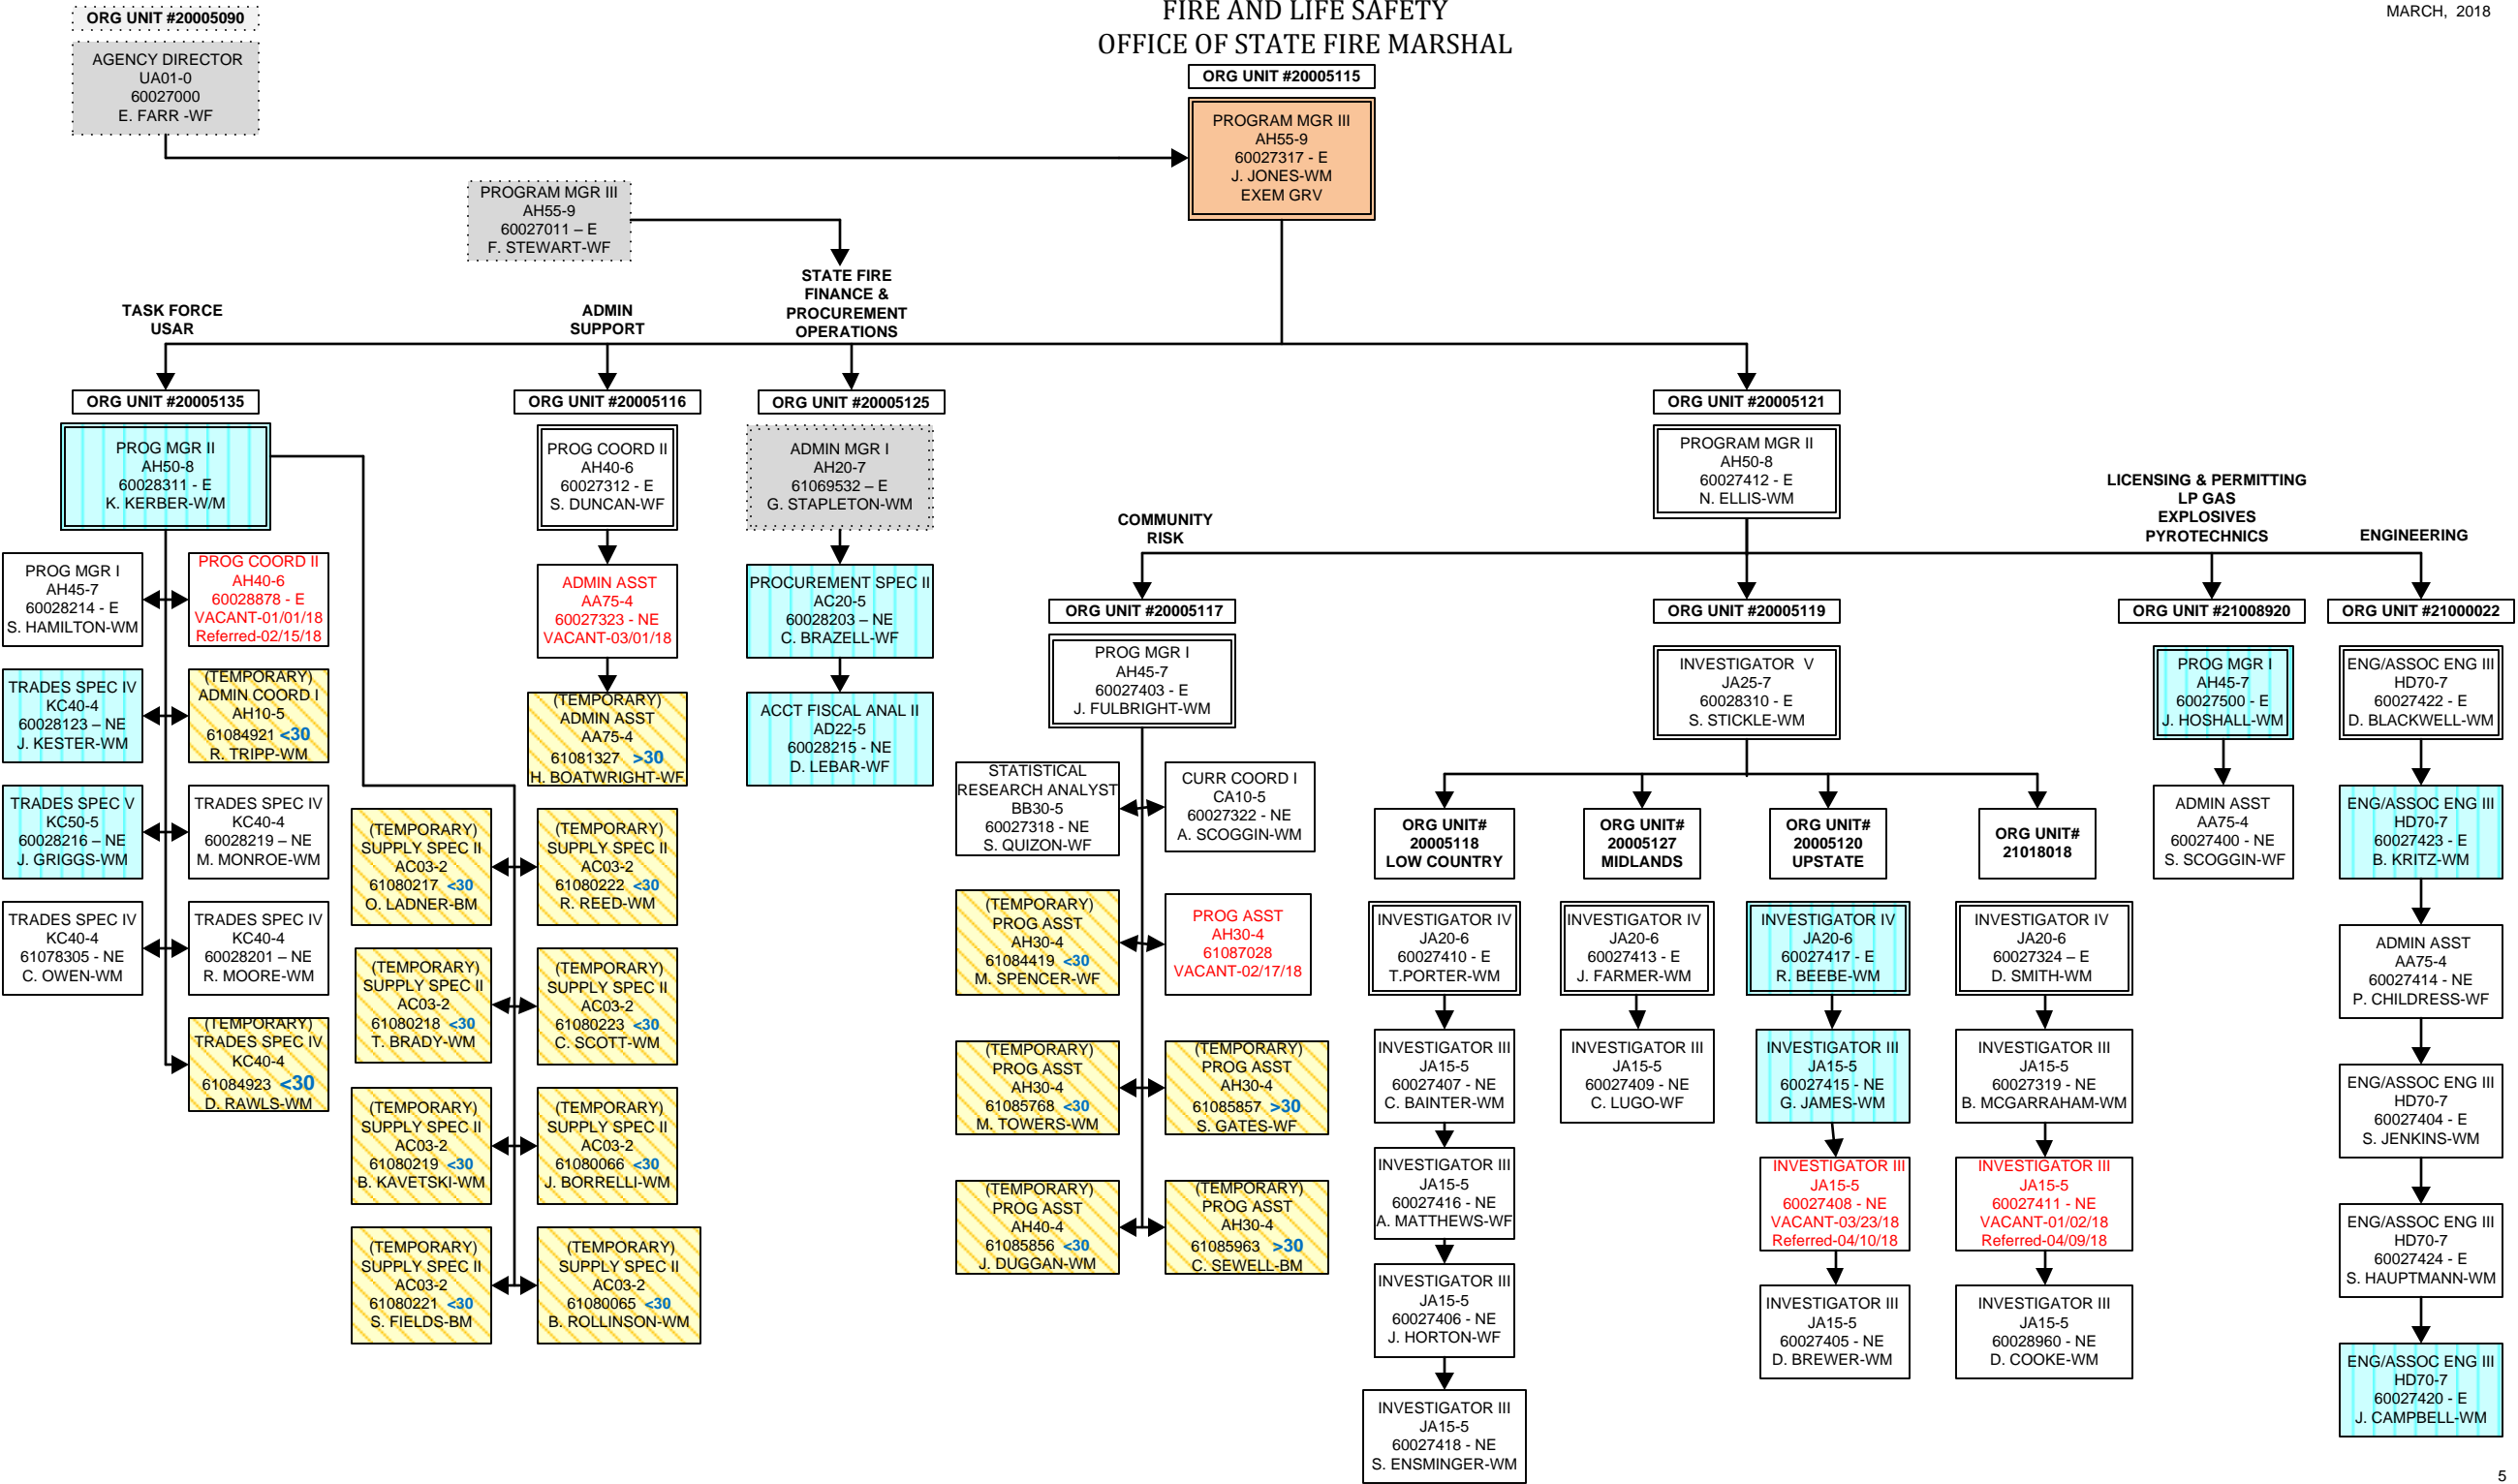 FIRE AND LIFE SAFETY
OFFICE OF STATE FIRE MARSHAL
MARCH, 2018
ORG UNIT #20005090
AGENCY DIRECTOR
UA01-0
60027000
E. FARR -WF
ORG UNIT #20005115
PROGRAM MGR III
AH55-9
60027317 - E
J. JONES-WM
EXEM GRV
PROGRAM MGR III
AH55-9
60027011 – E
F. STEWART-WF
TASK FORCE
USAR
ADMIN
SUPPORT
STATE FIRE
FINANCE &
PROCUREMENT
OPERATIONS
ORG UNIT #20005135
PROG MGR II
AH50-8
60028311 - E
K. KERBER-W/M
PROG MGR I
AH45-7
60028214 - E
S. HAMILTON-WM
PROG COORD II
AH40-6
60028878 - E
VACANT-01/01/18
Referred-02/15/18
TRADES SPEC IV
KC40-4
60028123 – NE
J. KESTER-WM
(TEMPORARY)
ADMIN COORD I
AH10-5
61084921 <30
R. TRIPP-WM
TRADES SPEC V
KC50-5
60028216 – NE
J. GRIGGS-WM
TRADES SPEC IV
KC40-4
60028219 – NE
M. MONROE-WM
TRADES SPEC IV
KC40-4
61078305 - NE
C. OWEN-WM
TRADES SPEC IV
KC40-4
60028201 – NE
R. MOORE-WM
(TEMPORARY)
TRADES SPEC IV
KC40-4
61084923 <30
D. RAWLS-WM
(TEMPORARY)
SUPPLY SPEC II
AC03-2
61080217 <30
O. LADNER-BM
(TEMPORARY)
SUPPLY SPEC II
AC03-2
61080222 <30
R. REED-WM
(TEMPORARY)
SUPPLY SPEC II
AC03-2
61080218 <30
T. BRADY-WM
(TEMPORARY)
SUPPLY SPEC II
AC03-2
61080223 <30
C. SCOTT-WM
(TEMPORARY)
SUPPLY SPEC II
AC03-2
61080219 <30
B. KAVETSKI-WM
(TEMPORARY)
SUPPLY SPEC II
AC03-2
61080066 <30
J. BORRELLI-WM
(TEMPORARY)
SUPPLY SPEC II
AC03-2
61080221 <30
S. FIELDS-BM
(TEMPORARY)
SUPPLY SPEC II
AC03-2
61080065 <30
B. ROLLINSON-WM
ORG UNIT #20005116
PROG COORD II
AH40-6
60027312 - E
S. DUNCAN-WF
ADMIN ASST
AA75-4
60027323 - NE
VACANT-03/01/18
(TEMPORARY)
ADMIN ASST
AA75-4
61081327 >30
H. BOATWRIGHT-WF
ORG UNIT #20005125
ADMIN MGR I
AH20-7
61069532 – E
G. STAPLETON-WM
PROCUREMENT SPEC II
AC20-5
60028203 – NE
C. BRAZELL-WF
ACCT FISCAL ANAL II
AD22-5
60028215 - NE
D. LEBAR-WF
ORG UNIT #20005121
PROGRAM MGR II
AH50-8
60027412 - E
N. ELLIS-WM
COMMUNITY
RISK
LICENSING & PERMITTING
LP GAS
EXPLOSIVES
PYROTECHNICS
ENGINEERING
ORG UNIT #20005117
PROG MGR I
AH45-7
60027403 - E
J. FULBRIGHT-WM
STATISTICAL
RESEARCH ANALYST
BB30-5
60027318 - NE
S. QUIZON-WF
CURR COORD I
CA10-5
60027322 - NE
A. SCOGGIN-WM
(TEMPORARY)
PROG ASST
AH30-4
61084419 <30
M. SPENCER-WF
PROG ASST
AH30-4
61087028
VACANT-02/17/18
(TEMPORARY)
PROG ASST
AH30-4
61085768 <30
M. TOWERS-WM
(TEMPORARY)
PROG ASST
AH30-4
61085857 >30
S. GATES-WF
(TEMPORARY)
PROG ASST
AH40-4
61085856 <30
J. DUGGAN-WM
(TEMPORARY)
PROG ASST
AH30-4
61085963 >30
C. SEWELL-BM
ORG UNIT #20005119
INVESTIGATOR V
JA25-7
60028310 - E
S. STICKLE-WM
ORG UNIT#
20005118
LOW COUNTRY
INVESTIGATOR IV
JA20-6
60027410 - E
T.PORTER-WM
INVESTIGATOR III
JA15-5
60027407 - NE
C. BAINTER-WM
INVESTIGATOR III
JA15-5
60027416 - NE
A. MATTHEWS-WF
INVESTIGATOR III
JA15-5
60027406 - NE
J. HORTON-WF
INVESTIGATOR III
JA15-5
60027418 - NE
S. ENSMINGER-WM
ORG UNIT#
20005127
MIDLANDS
INVESTIGATOR IV
JA20-6
60027413 - E
J. FARMER-WM
INVESTIGATOR III
JA15-5
60027409 - NE
C. LUGO-WF
ORG UNIT#
20005120
UPSTATE
INVESTIGATOR IV
JA20-6
60027417 - E
R. BEEBE-WM
INVESTIGATOR III
JA15-5
60027415 - NE
G. JAMES-WM
INVESTIGATOR III
JA15-5
60027408 - NE
VACANT-03/23/18
Referred-04/10/18
INVESTIGATOR III
JA15-5
60027405 - NE
D. BREWER-WM
ORG UNIT#
21018018
INVESTIGATOR IV
JA20-6
60027324 – E
D. SMITH-WM
INVESTIGATOR III
JA15-5
60027319 - NE
B. MCGARRAHAM-WM
INVESTIGATOR III
JA15-5
60027411 - NE
VACANT-01/02/18
Referred-04/09/18
INVESTIGATOR III
JA15-5
60028960 - NE
D. COOKE-WM
ORG UNIT #21008920
PROG MGR I
AH45-7
60027500 - E
J. HOSHALL-WM
ADMIN ASST
AA75-4
60027400 - NE
S. SCOGGIN-WF
ORG UNIT #21000022
ENG/ASSOC ENG III
HD70-7
60027422 - E
D. BLACKWELL-WM
ENG/ASSOC ENG III
HD70-7
60027423 - E
B. KRITZ-WM
ADMIN ASST
AA75-4
60027414 - NE
P. CHILDRESS-WF
ENG/ASSOC ENG III
HD70-7
60027404 - E
S. JENKINS-WM
ENG/ASSOC ENG III
HD70-7
60027424 - E
S. HAUPTMANN-WM
ENG/ASSOC ENG III
HD70-7
60027420 - E
J. CAMPBELL-WM
5